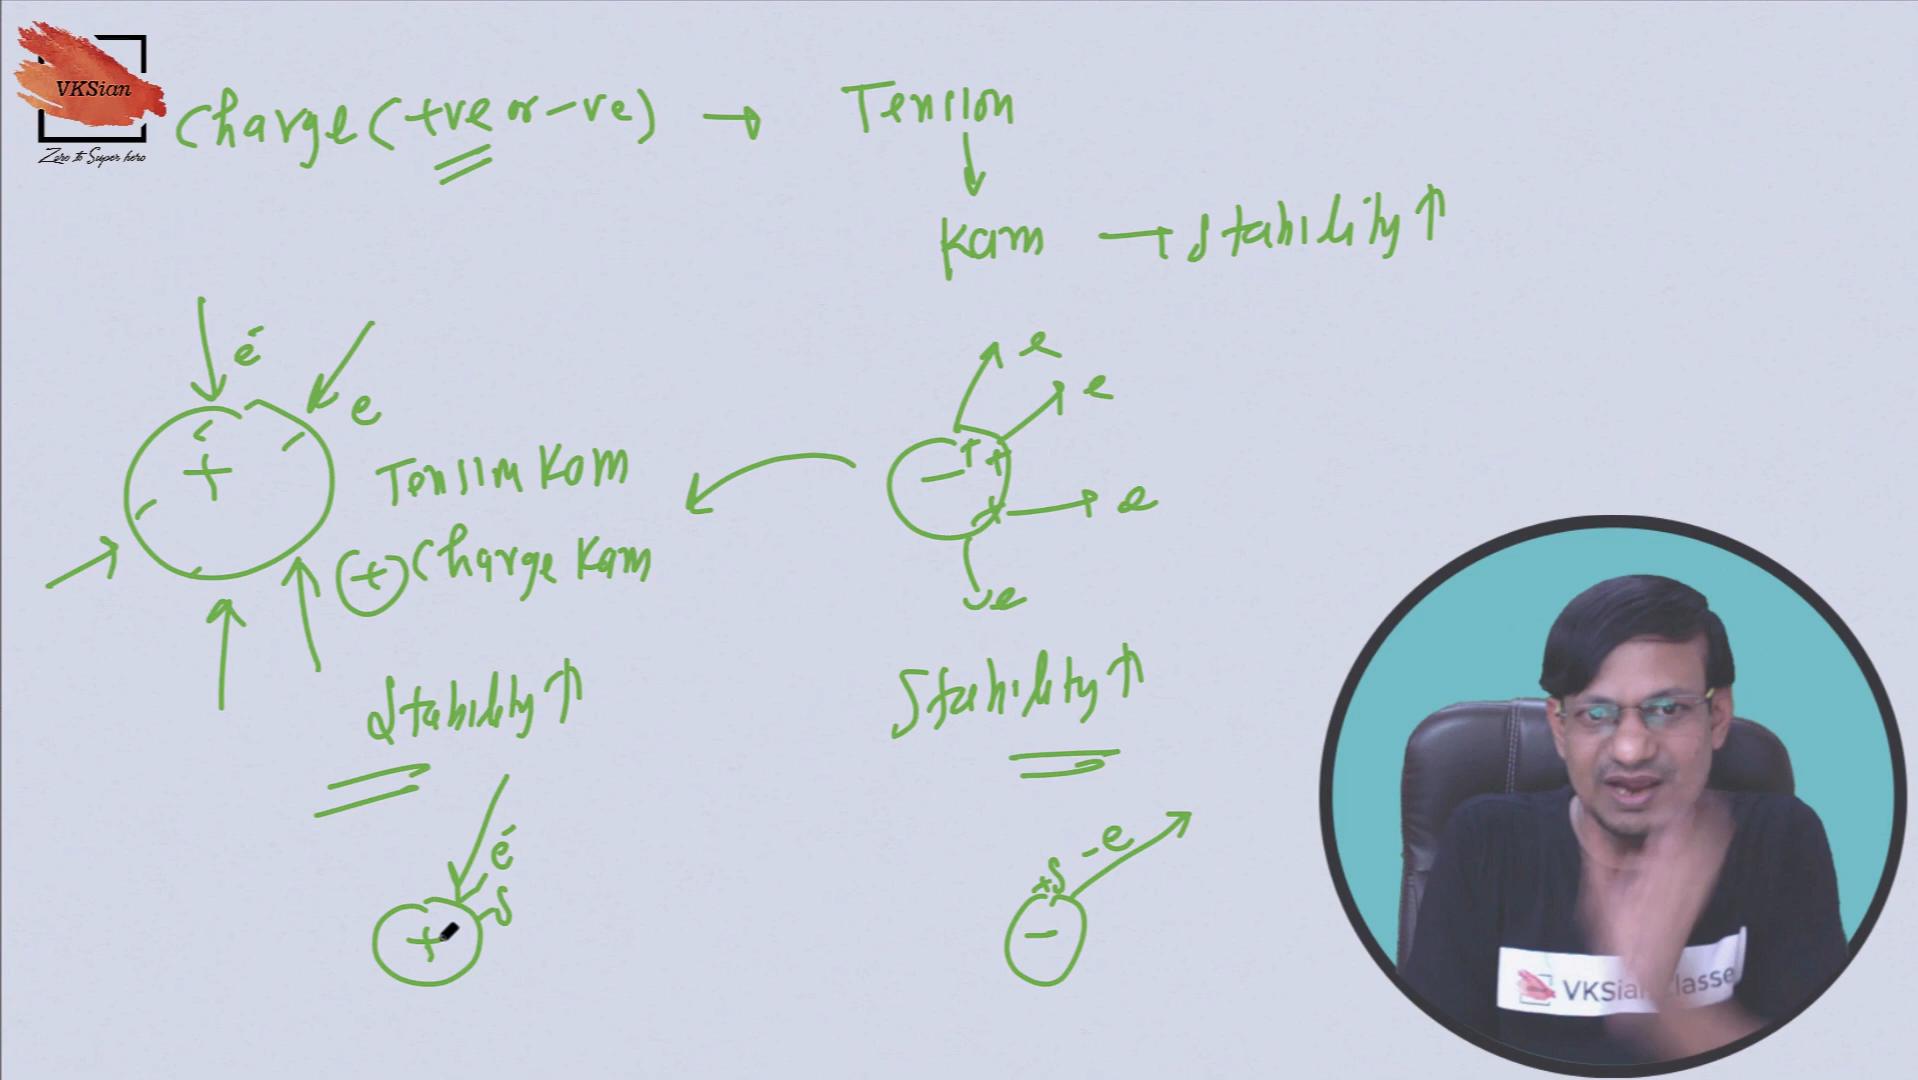 VKSian
Zero to Super hero
Charge (+ve or -ve) → Tension
Kam → Stability ↑
e⁻
e
+
Tension Kam
+ Charge Kam
Stability ↑
e
e
e
e
- + + +
Stability ↑
e⁻
-δ
+
+δ
-e
-
VKSian Classe